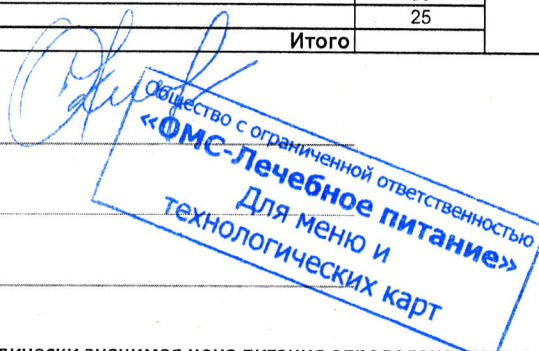 25
Итого
Общество с ограниченной ответственностью
«ОМС-Лечебное питание»
Для меню и
технологических карт